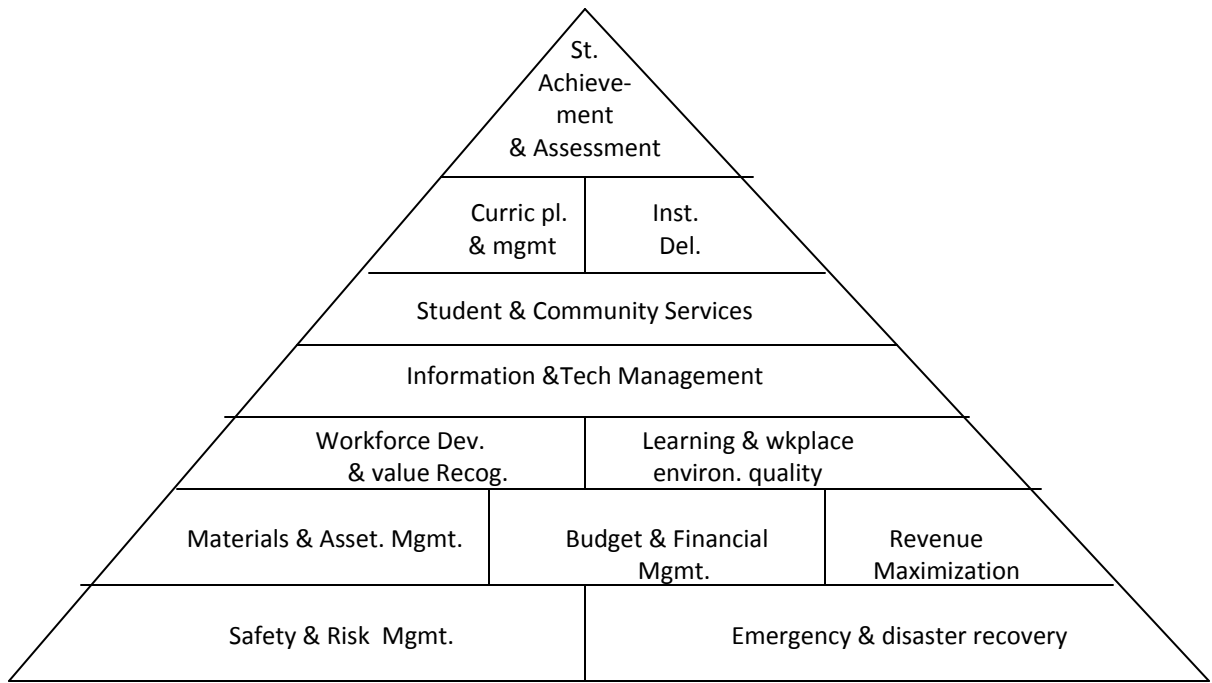 St.
Achieve-
ment
& Assessment
Curric pl.
& mgmt
Inst.
Del.
Student & Community Services
Information &Tech Management
Workforce Dev.
& value Recog.
Learning & wkplace
environ. quality
Materials & Asset. Mgmt.
Budget & Financial
Mgmt.
Revenue
Maximization
Safety & Risk Mgmt.
Emergency & disaster recovery